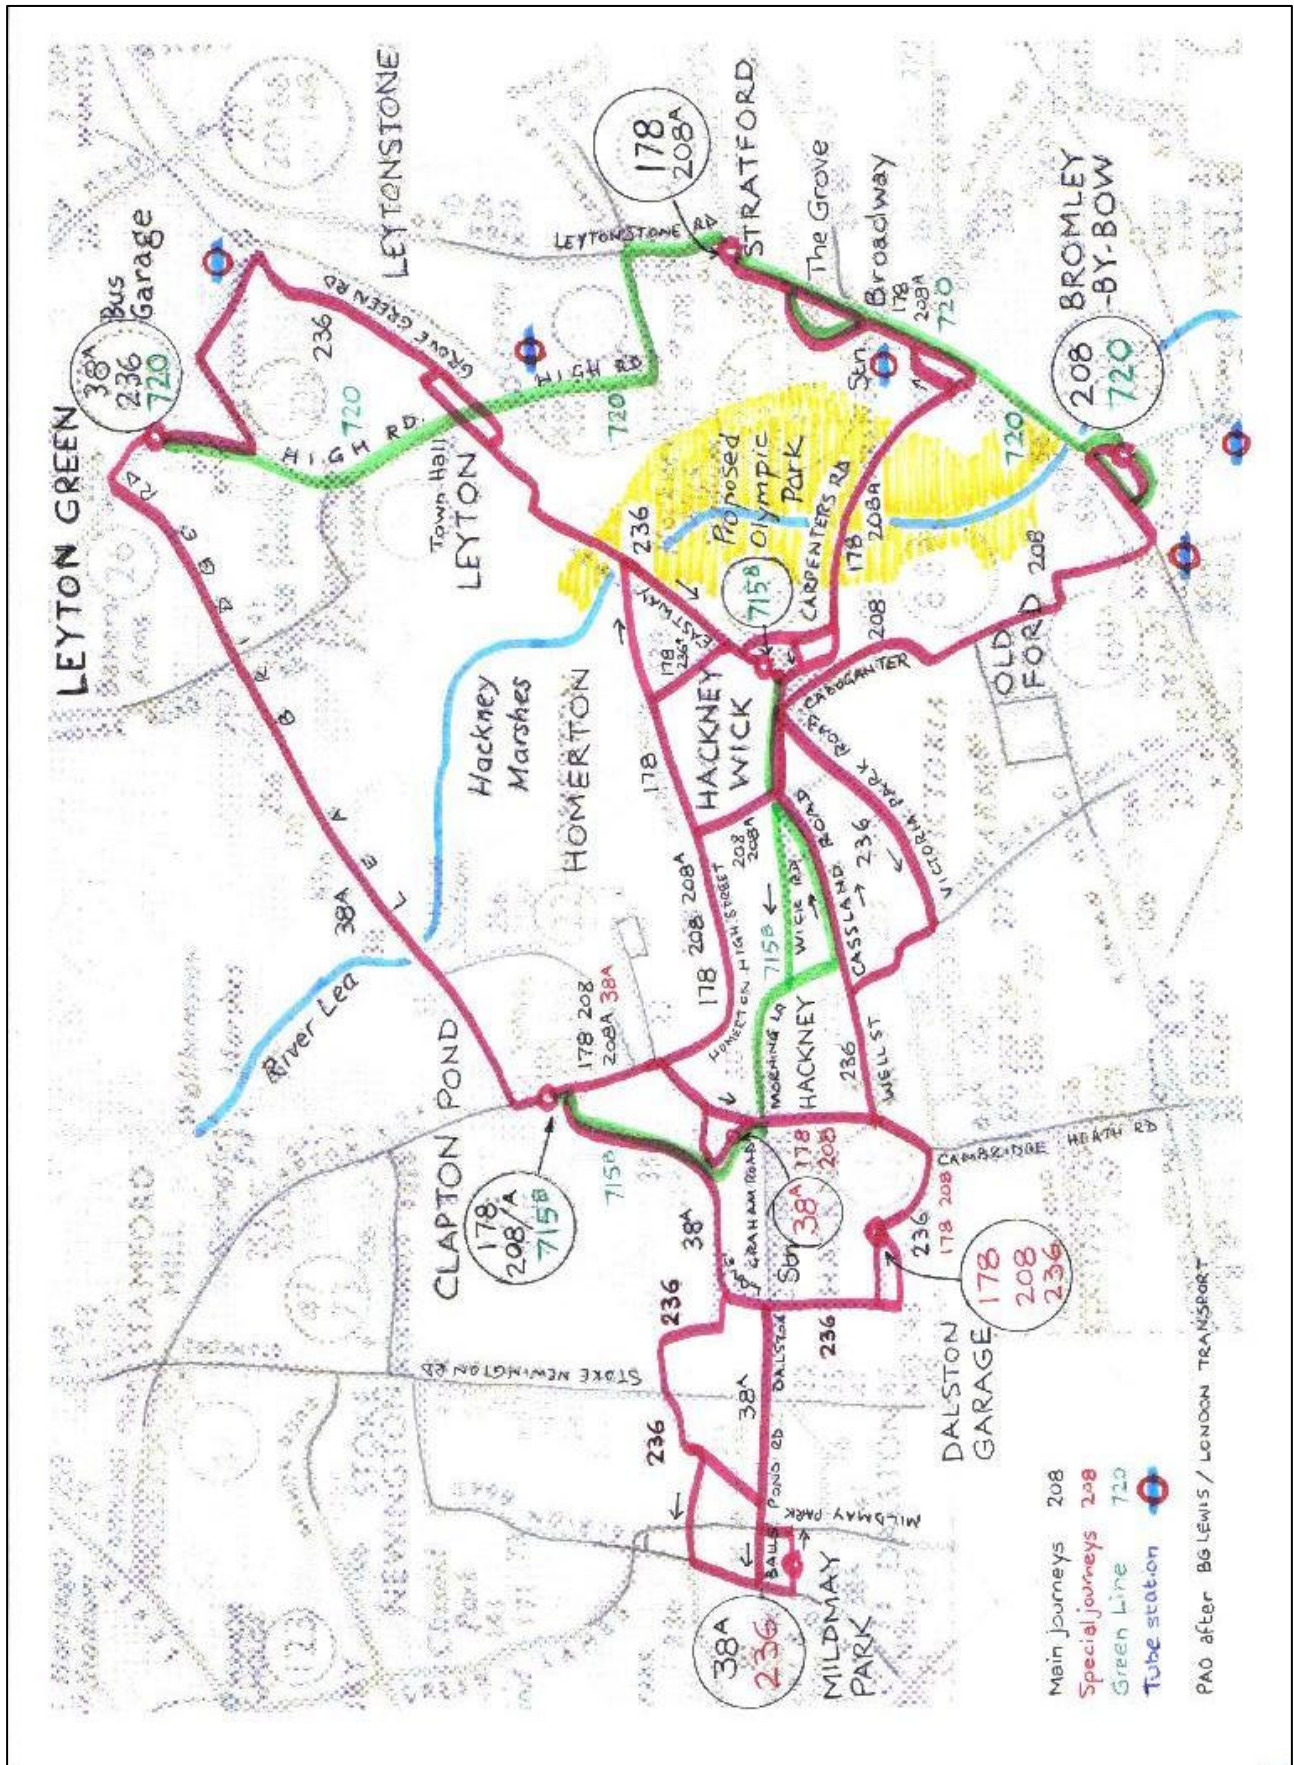 LEYTON GREEN
38A
236
720
Bus
Garage
LEYTONSTONE
236
GROVE GREEN RD
720
HIGH RD
Town Hall
LEYTON
LEA BRIDGE RD
38A
River Lea
Hackney
Marshes
HOMERTON
LEYTONSTONE RD
178
208A
STRATFORD
The Grove
Broadway
178
208A
720
Stn
HIGH RD
720
236
Proposed
Olympic
Park
715B
CARPENTERS RD
178
208A
720
208
720
BROMLEY
-BY-BOW
208
208
OLD
FORD
CADOGAN TER
EASTWAY
178
236A
HACKNEY
WICK
178
208
208A
178 208 208A
HOMERTON HIGH STREET
715B
WICK RD
CASSLAND ROAD
236
VICTORIA PARK ROAD
CLAPTON POND
178
208/A
715B
178 208
208A 38A
715B
MORNING LA
HACKNEY
236
WELL ST
CAMBRIDGE HEATH RD
38A
GRAHAM ROAD
Stn
38A
178
208
236
178 208
178
208
236
DALSTON
GARAGE
236
236
STOKE NEWINGTON RD
38A
DALSTON
236
BALLS POND RD
MILDMAY PARK
38A
236
MILDMAY
PARK
Main journeys 208
Special journeys 208
Green Line 720
Tube station
PAO after BG LEWIS / LONDON TRANSPORT